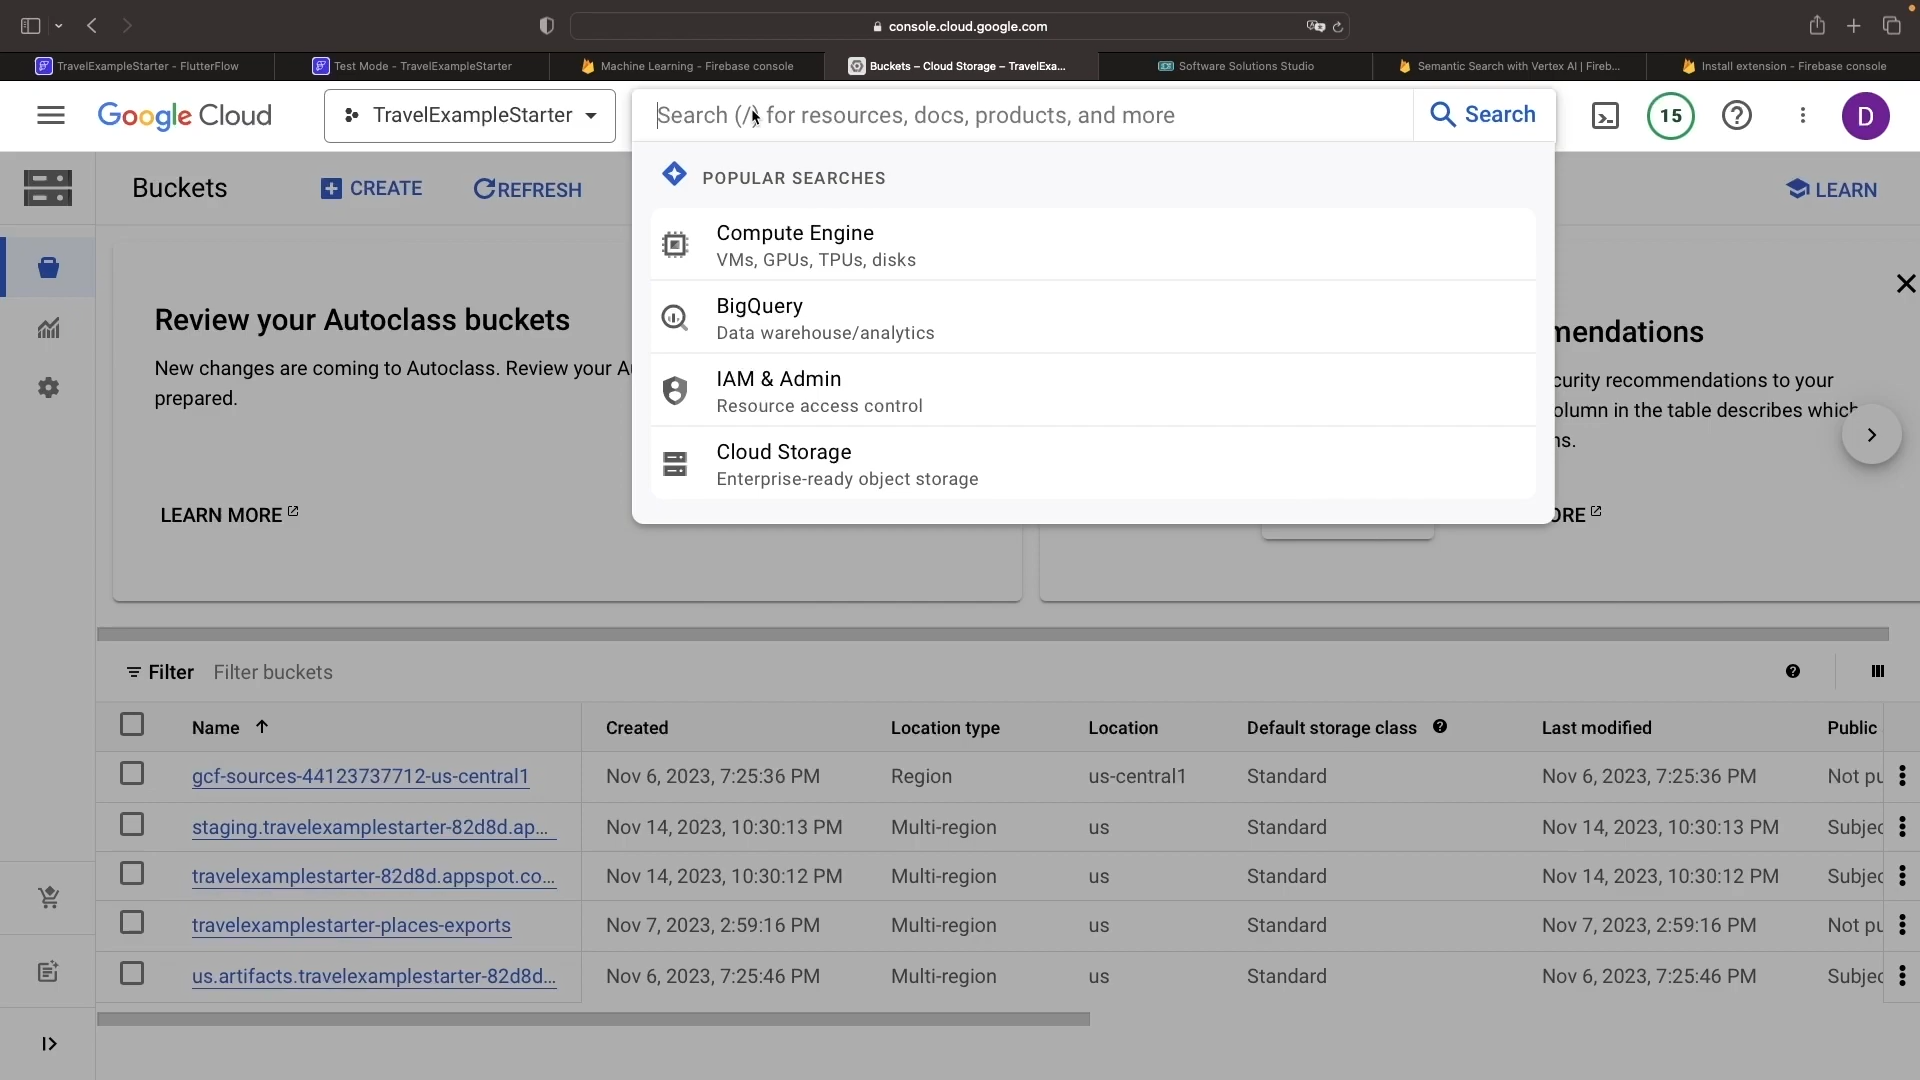 console.cloud.google.com
TravelExampleStarter - FlutterFlow
Test Mode - TravelExampleStarter
Machine Learning - Firebase console
Buckets – Cloud Storage – TravelExa...
Software Solutions Studio
Semantic Search with Vertex AI | Fireb...
Install extension - Firebase console
Google Cloud
TravelExampleStarter
Search (/) for resources, docs, products, and more
Search
15
D
Buckets
CREATE
REFRESH
LEARN
POPULAR SEARCHES
Compute Engine
VMs, GPUs, TPUs, disks
BigQuery
Data warehouse/analytics
IAM & Admin
Resource access control
Cloud Storage
Enterprise-ready object storage
Review your Autoclass buckets
New changes are coming to Autoclass. Review your A
prepared.
LEARN MORE
mendations
curity recommendations to your
olumn in the table describes which
ns.
ORE
Filter Filter buckets
Name Created Location type Location Default storage class Last modified Public
gcf-sources-44123737712-us-central1 Nov 6, 2023, 7:25:36 PM Region us-central1 Standard Nov 6, 2023, 7:25:36 PM Not pu
staging.travelexamplestarter-82d8d.ap... Nov 14, 2023, 10:30:13 PM Multi-region us Standard Nov 14, 2023, 10:30:13 PM Subjec
travelexamplestarter-82d8d.appspot.co... Nov 14, 2023, 10:30:12 PM Multi-region us Standard Nov 14, 2023, 10:30:12 PM Subjec
travelexamplestarter-places-exports Nov 7, 2023, 2:59:16 PM Multi-region us Standard Nov 7, 2023, 2:59:16 PM Not pu
us.artifacts.travelexamplestarter-82d8d... Nov 6, 2023, 7:25:46 PM Multi-region us Standard Nov 6, 2023, 7:25:46 PM Subjec